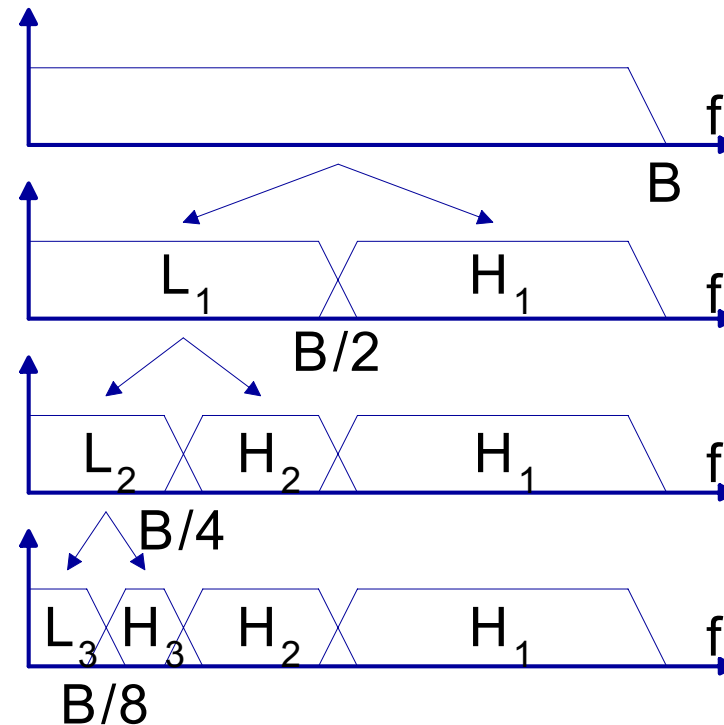 f
B
L₁ H₁ f
B/2
L₂ H₂ H₁ f
B/4
L₃ H₃ H₂ H₁ f
B/8